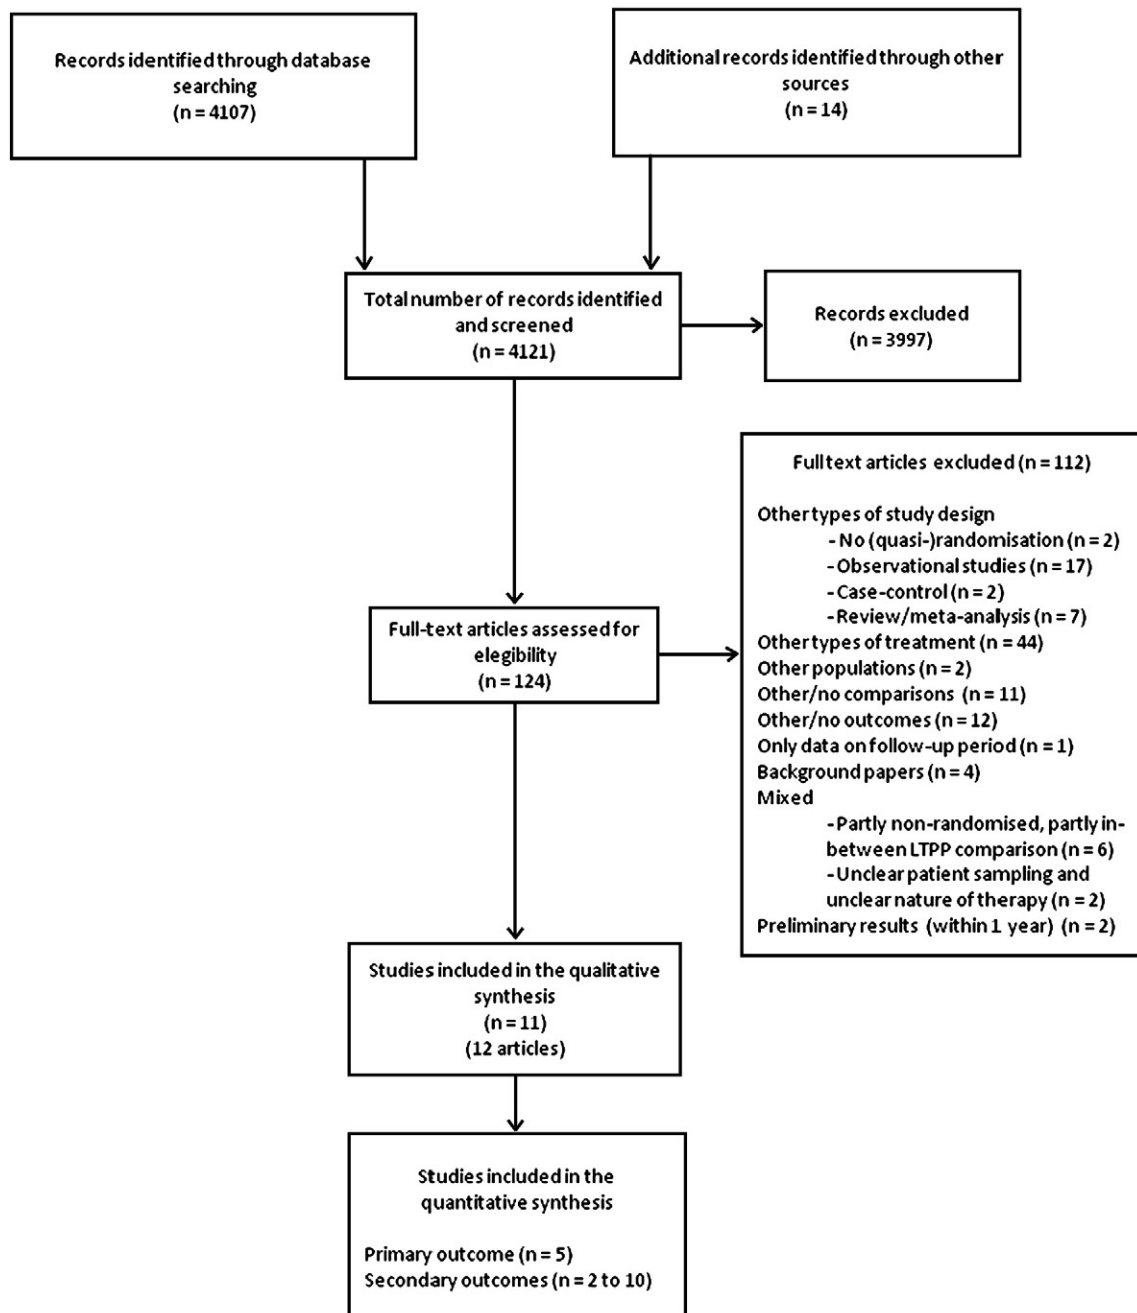 Records identified through database
searching
(n = 4107)
Additional records identified through other
sources
(n = 14)
Total number of records identified
and screened
(n = 4121)
Records excluded
(n = 3997)
Full text articles excluded (n = 112)
Other types of study design
- No (quasi-)randomisation (n = 2)
- Observational studies (n = 17)
- Case-control (n = 2)
- Review/meta-analysis (n = 7)
Other types of treatment (n = 44)
Other populations (n = 2)
Other/no comparisons (n = 11)
Other/no outcomes (n = 12)
Only data on follow-up period (n = 1)
Background papers (n = 4)
Mixed
- Partly non-randomised, partly in-
between LTPP comparison (n = 6)
- Unclear patient sampling and
unclear nature of therapy (n = 2)
Preliminary results (within 1 year) (n = 2)
Full-text articles assessed for
elegibility
(n = 124)
Studies included in the qualitative
synthesis
(n = 11)
(12 articles)
Studies included in the
quantitative synthesis
Primary outcome (n = 5)
Secondary outcomes (n = 2 to 10)